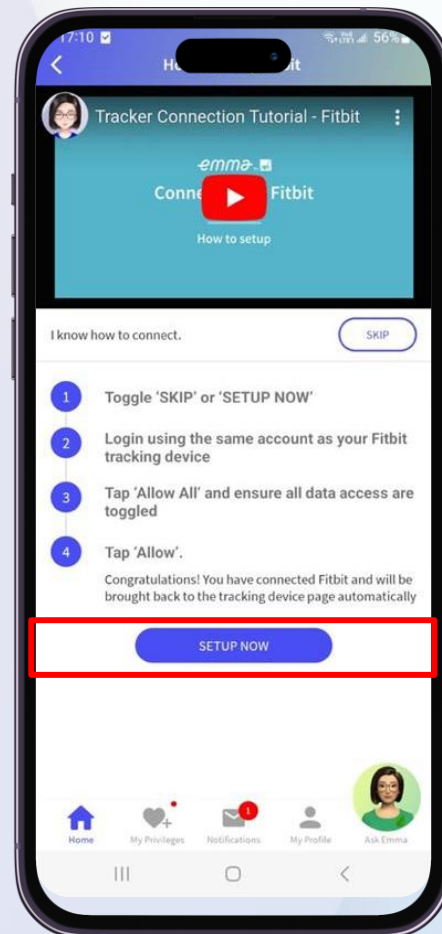 17:10
56%
Tracker Connection Tutorial - Fitbit
emma
Fitbit
How to setup
I know how to connect.
SKIP
1
Toggle ‘SKIP’ or ‘SETUP NOW’
2
Login using the same account as your Fitbit
tracking device
3
Tap ‘Allow All’ and ensure all data access are
toggled
4
Tap ‘Allow’.
Congratulations! You have connected Fitbit and will be
brought back to the tracking device page automatically
SETUP NOW
1
Home
My Privileges
Notifications
My Profile
Ask Emma